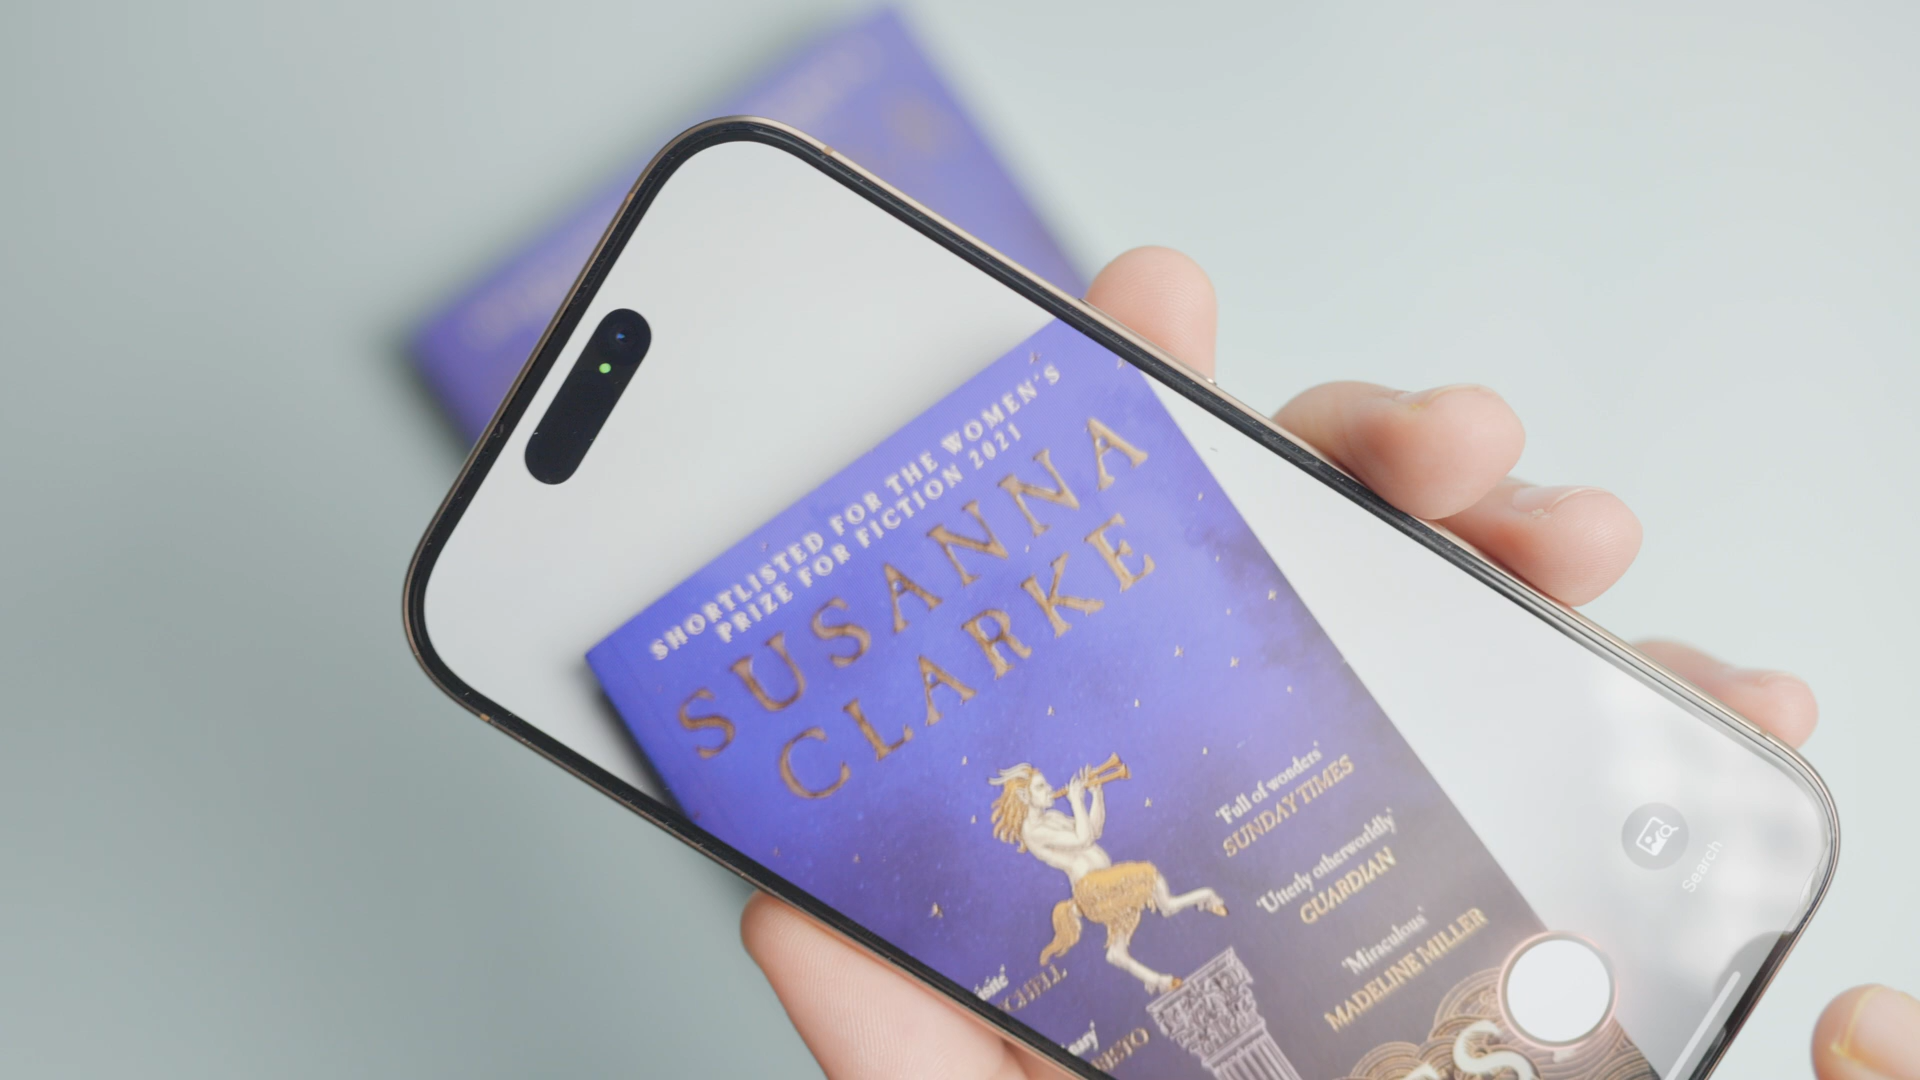 SHORTLISTED FOR THE WOMEN'S
PRIZE FOR FICTION 2021
SUSANNA
CLARKE
'Full of wonders'
SUNDAY TIMES
'Utterly otherworldly'
GUARDIAN
'Miraculous'
MADELINE MILLER
Search